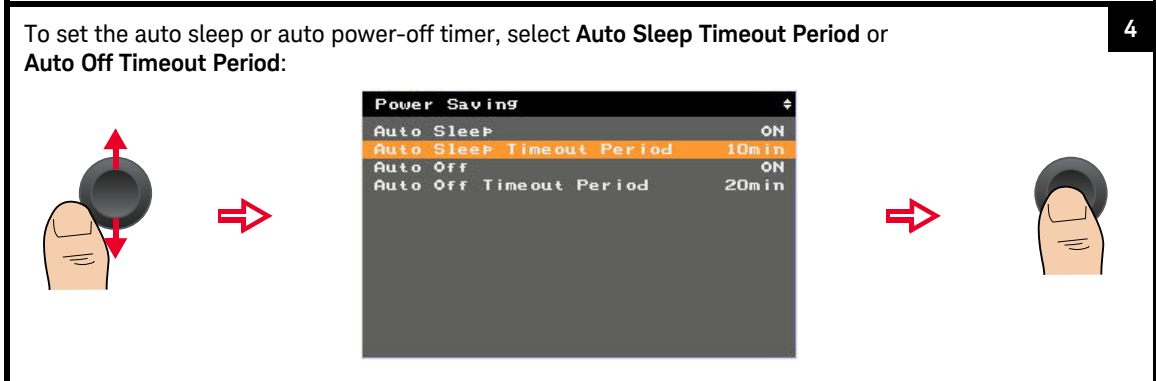 4
To set the auto sleep or auto power-off timer, select Auto Sleep Timeout Period or
Auto Off Timeout Period:
Power Saving
Auto Sleep ON
Auto Sleep Timeout Period 10min
Auto Off ON
Auto Off Timeout Period 20min